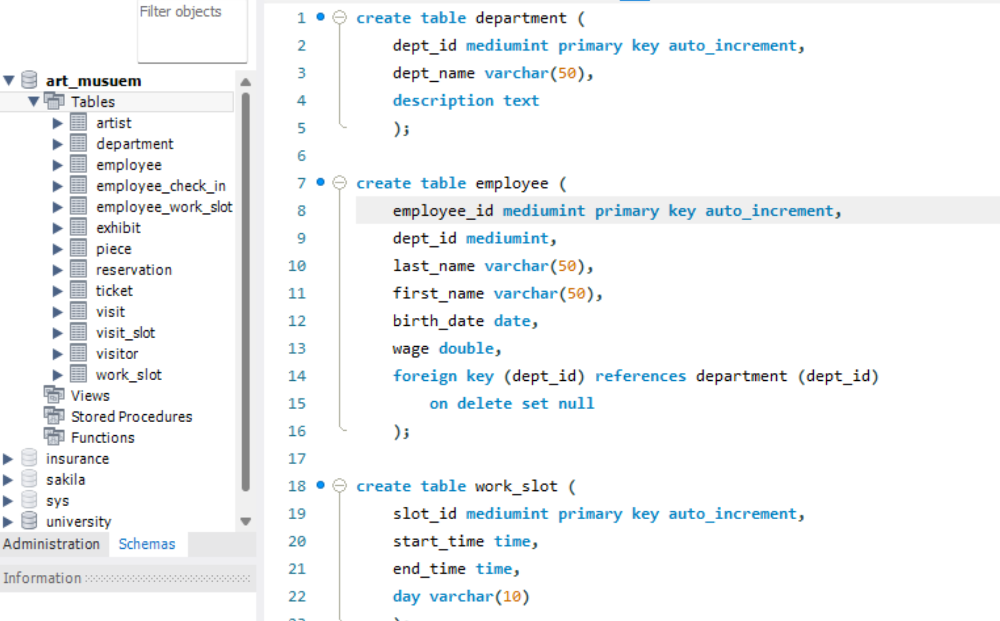 Filter objects
art_musuem
Tables
artist
department
employee
employee_check_in
employee_work_slot
exhibit
piece
reservation
ticket
visit
visit_slot
visitor
work_slot
Views
Stored Procedures
Functions
insurance
sakila
sys
university
Administration Schemas
Information
1 create table department (
2 dept_id mediumint primary key auto_increment,
3 dept_name varchar(50),
4 description text
5 );
6
7 create table employee (
8 employee_id mediumint primary key auto_increment,
9 dept_id mediumint,
10 last_name varchar(50),
11 first_name varchar(50),
12 birth_date date,
13 wage double,
14 foreign key (dept_id) references department (dept_id)
15 on delete set null
16 );
17
18 create table work_slot (
19 slot_id mediumint primary key auto_increment,
20 start_time time,
21 end_time time,
22 day varchar(10)